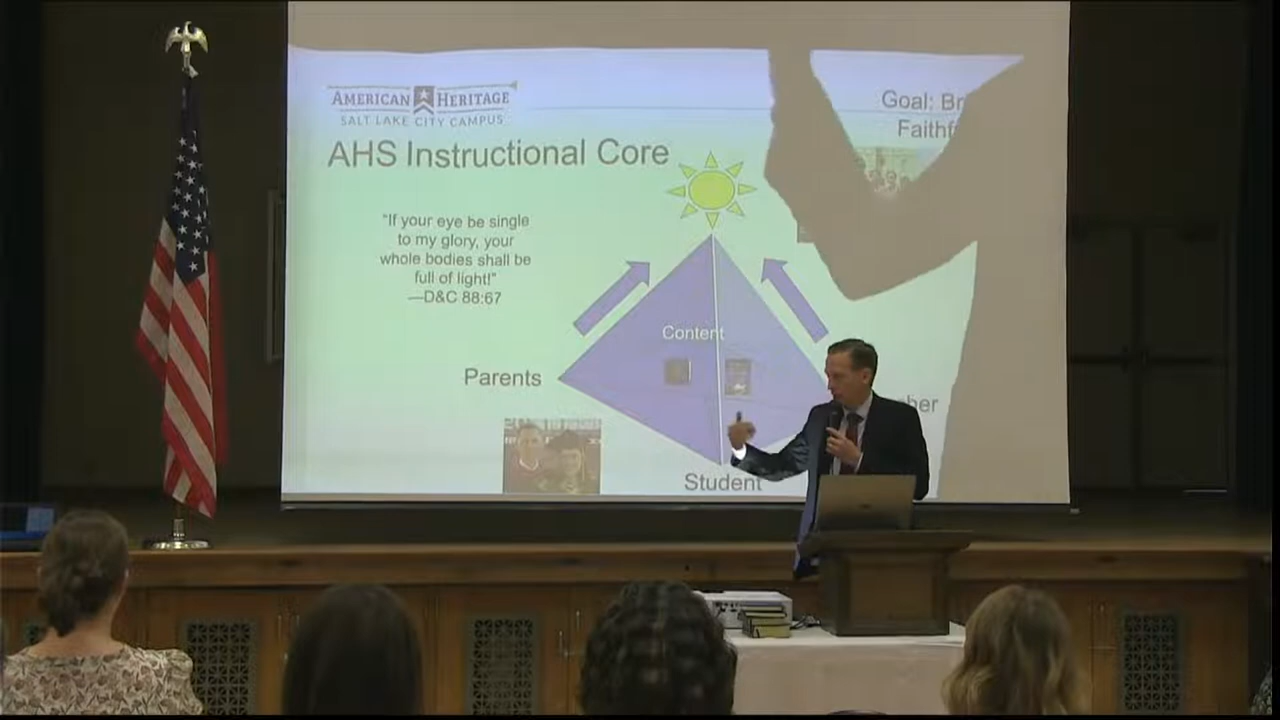 AMERICAN HERITAGE
SALT LAKE CITY CAMPUS
Goal:
AHS Instructional Core
"If your eye be single
to my glory, your
whole bodies shall be
full of light!"
—D&C 88:67
Content
Parents
Student